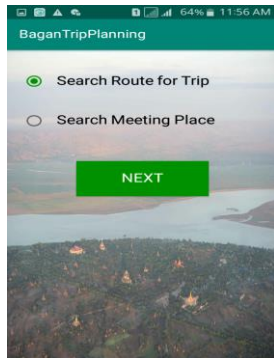 64% 11:56 AM
BaganTripPlanning
Search Route for Trip
Search Meeting Place
NEXT